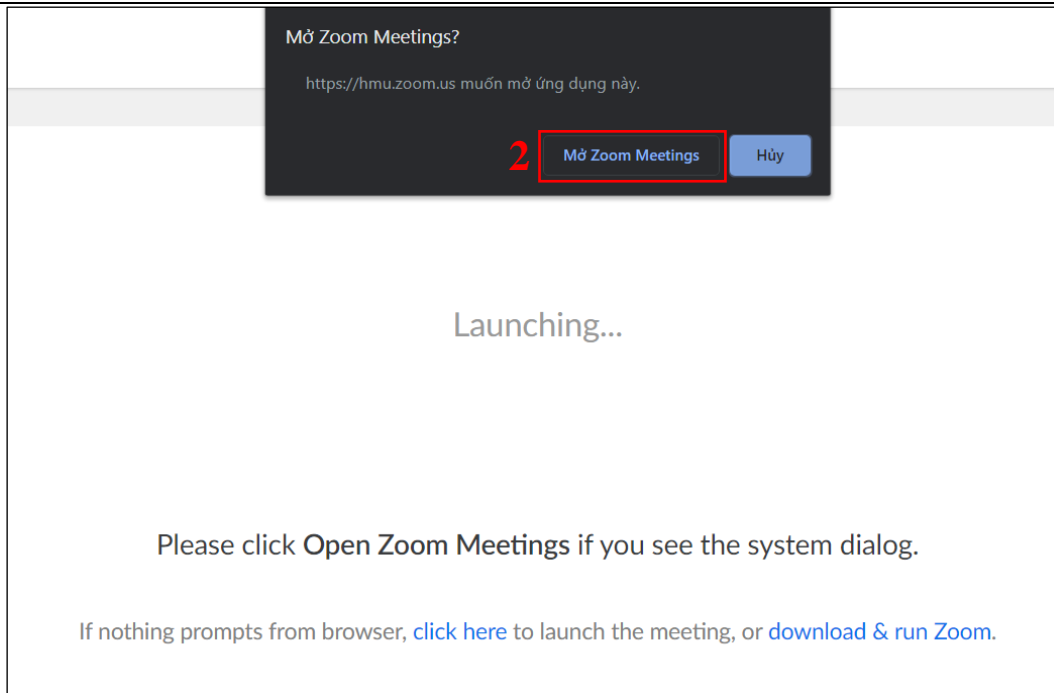 Mở Zoom Meetings?
https://hmu.zoom.us muốn mở ứng dụng này.
2 Mở Zoom Meetings Hủy
Launching...
Please click Open Zoom Meetings if you see the system dialog.
If nothing prompts from browser, click here to launch the meeting, or download & run Zoom.